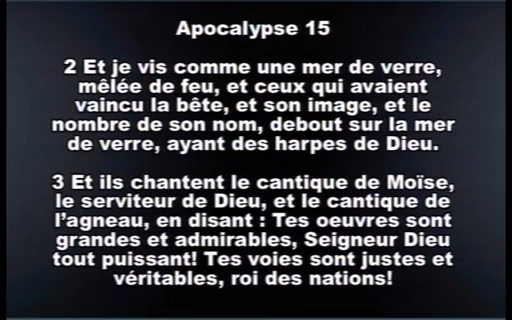 Apocalypse 15
2 Et je vis comme une mer de verre,
mêlée de feu, et ceux qui avaient
vaincu la bête, et son image, et le
nombre de son nom, debout sur la mer
de verre, ayant des harpes de Dieu.
3 Et ils chantent le cantique de Moïse,
le serviteur de Dieu, et le cantique de
l'agneau, en disant : Tes oeuvres sont
grandes et admirables, Seigneur Dieu
tout puissant! Tes voies sont justes et
véritables, roi des nations!